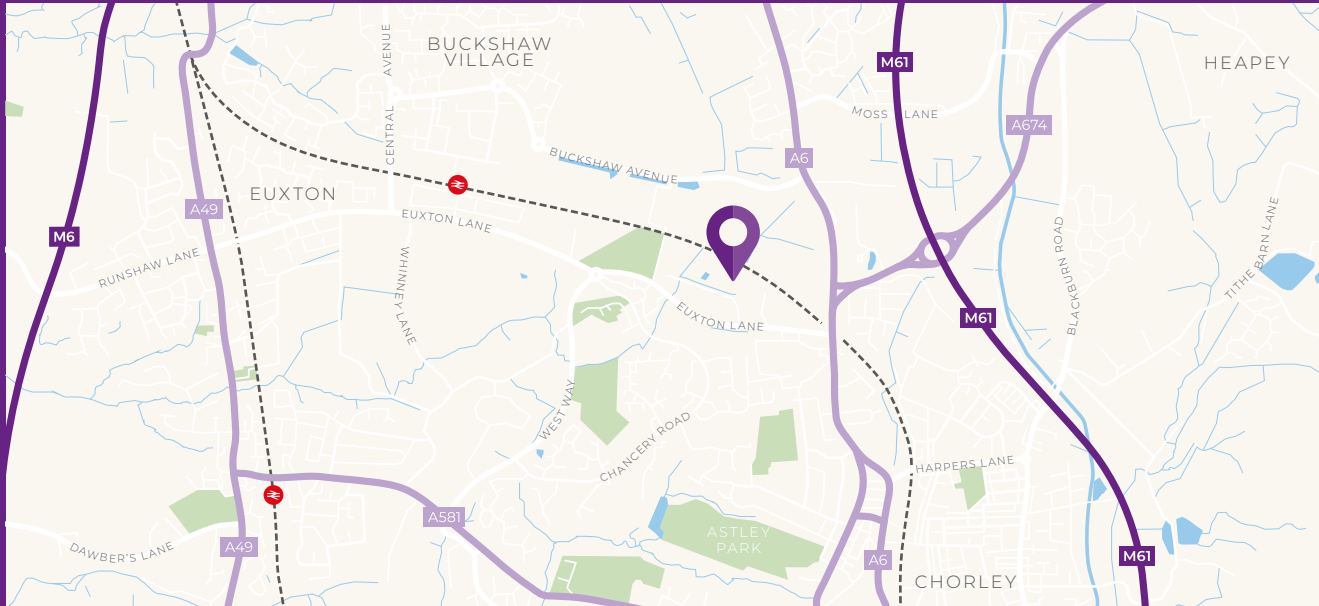 BUCKSHAW
VILLAGE
CENTRAL AVENUE
M61
HEAPEY
MOSS LANE
A674
A6
BUCKSHAW AVENUE
EUXTON
A49
EUXTON LANE
M6
RUNSHAW LANE
WHINNEY LANE
BLACKBURN ROAD
TITHE BARN LANE
EUXTON LANE
M61
WEST WAY
CHANCERY ROAD
HARPERS LANE
A581
ASTLEY
PARK
DAWBER'S LANE
A49
A6
M61
CHORLEY